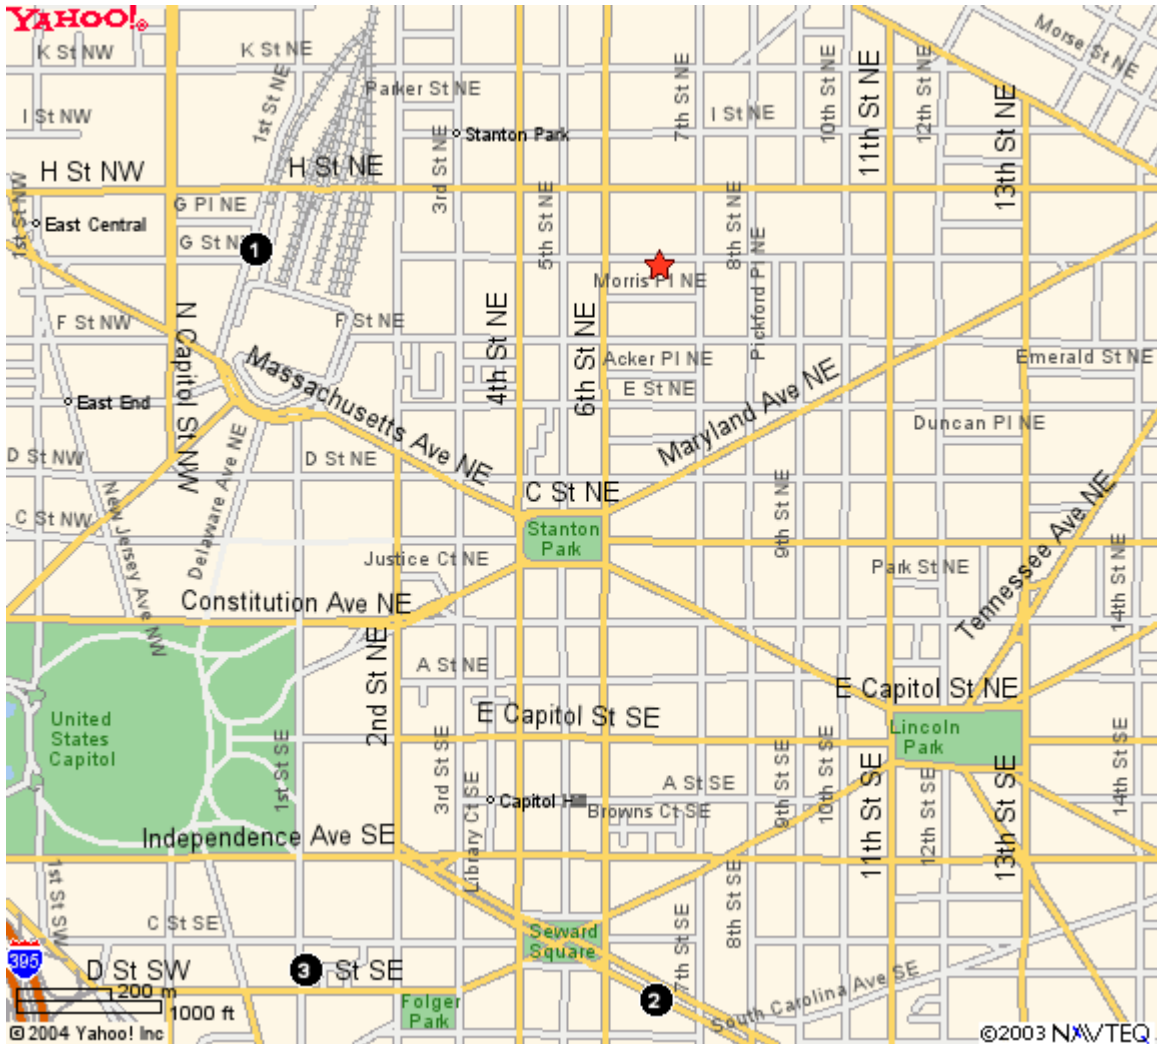 YAHOO!®
K St NW
K St NE
Morse St NE
I St NW
1st St NE
Parker St NE
Stanton Park
7th St NE
I St NE
10th St NE
11th St NE
12th St NE
13th St NE
H St NW
H St NE
3rd St NE
1st St NW
G Pl NE
East Central
G St NE
1
5th St NE
8th St NE
Pickford Pl NE
Morris Pl NE
F St NW
F St NE
N Capitol St NW
4th St NE
6th St NE
Acker Pl NE
Emerald St NE
E St NE
Massachusetts Ave NE
Maryland Ave NE
East End
Duncan Pl NE
D St NW
D St NE
C St NE
C St NW
New Jersey Ave NW
Delaware Ave NE
Stanton
Park
9th St NE
Justice Ct NE
Park St NE
Tennessee Ave NE
14th St NE
Constitution Ave NE
2nd St NE
A St NE
E Capitol St NE
E Capitol St SE
United
States
Capitol
Lincoln
Park
1st St SE
3rd St SE
Library Ct SE
Capitol H
A St SE
Browns Ct SE
9th St SE
10th St SE
11th St SE
12th St SE
13th St SE
14th St SE
Independence Ave SE
1st St SW
C St SE
Seward
Square
7th St SE
8th St SE
395
D St SW
3
St SE
2
South Carolina Ave SE
Folger
Park
200 m
1000 ft
© 2004 Yahoo! Inc
©2003 NAVTEQ